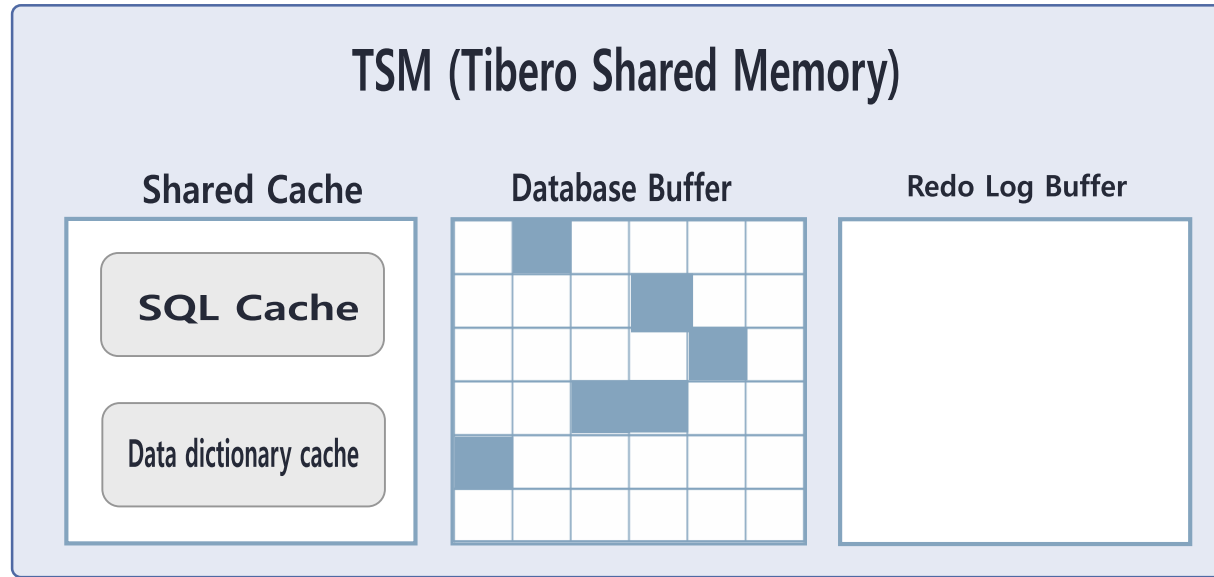 TSM (Tibero Shared Memory)
Shared Cache
SQL Cache
Data dictionary cache
Database Buffer
Redo Log Buffer